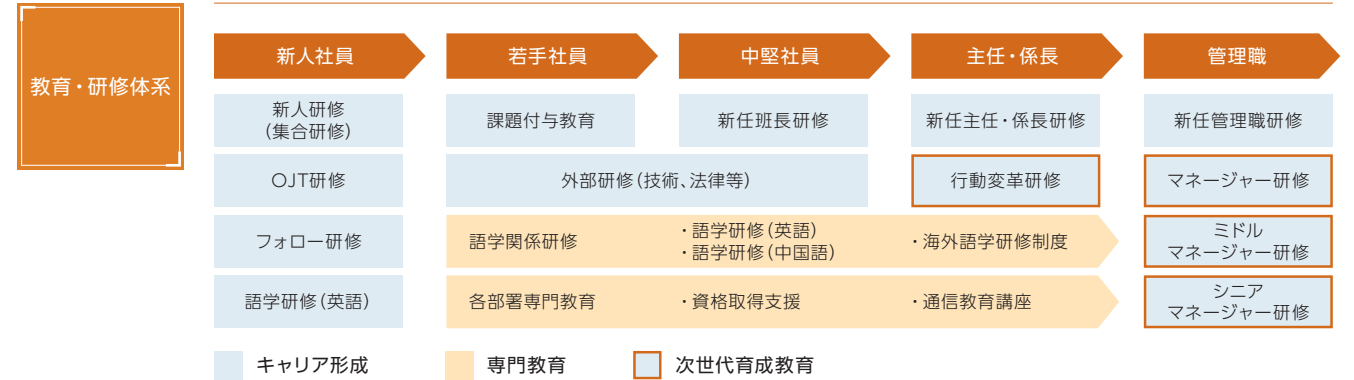 教育・研修体系
新人社員
若手社員
中堅社員
主任・係長
管理職
新人研修
(集合研修)
課題付与教育
新任班長研修
新任主任・係長研修
新任管理職研修
OJT研修
外部研修(技術、法律等)
行動変革研修
マネージャー研修
フォロー研修
語学関係研修
・語学研修(英語)
・語学研修(中国語)
・海外語学研修制度
ミドル
マネージャー研修
語学研修(英語)
各部署専門教育
・資格取得支援
・通信教育講座
シニア
マネージャー研修
キャリア形成
専門教育
次世代育成教育